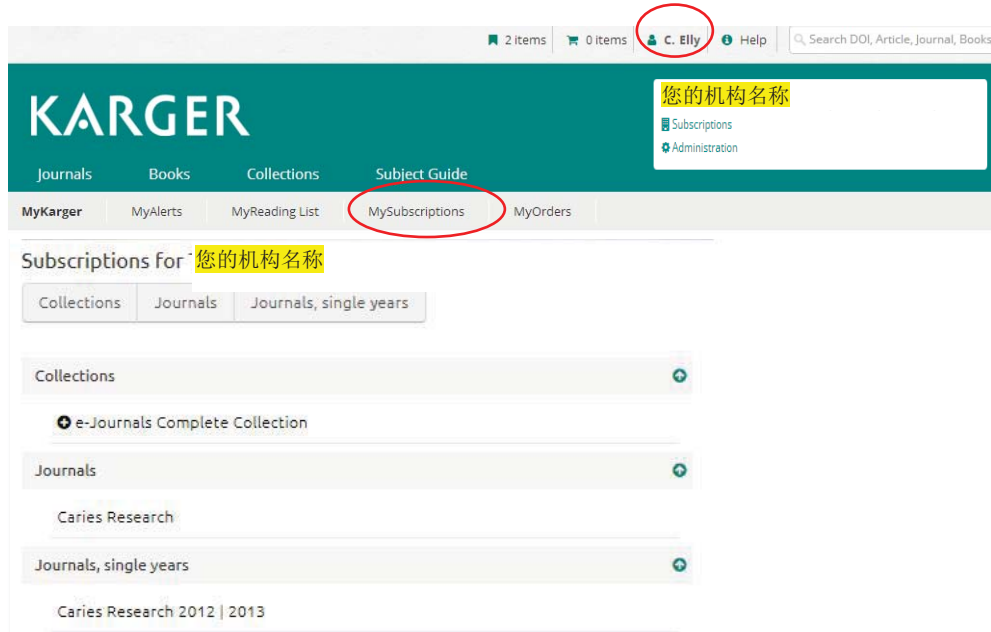 2 items 0 items C. Elly Help Search DOI, Article, Journal, Books
KARGER
您的机构名称
Subscriptions
Administration
Journals Books Collections Subject Guide
MyKarger MyAlerts MyReading List MySubscriptions MyOrders
Subscriptions for 您的机构名称
Collections Journals Journals, single years
Collections
e-Journals Complete Collection
Journals
Caries Research
Journals, single years
Caries Research 2012 | 2013